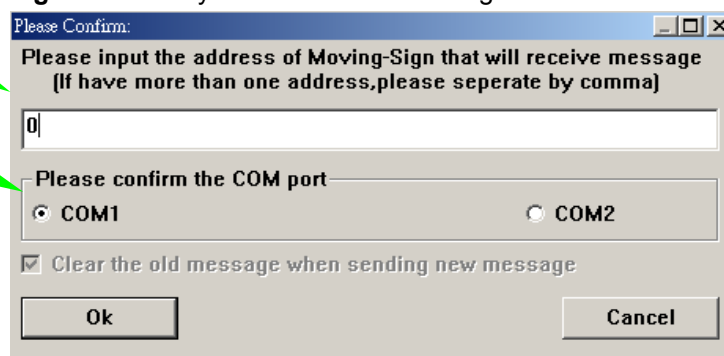 Please Confirm:
Please input the address of Moving-Sign that will receive message
(If have more than one address,please seperate by comma)
0
Please confirm the COM port
COM1 COM2
Clear the old message when sending new message
Ok Cancel